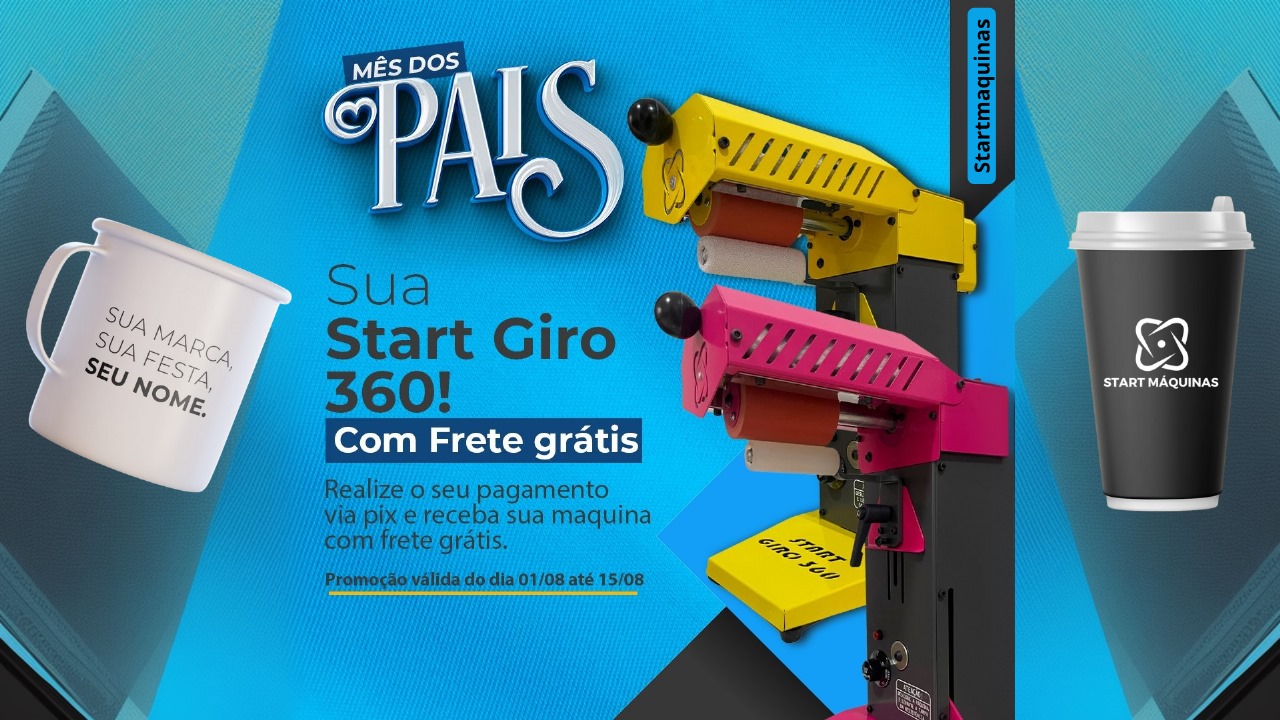 MÊS DOS
PAIS
Startmaquinas
Sua
Start Giro
360!
Com Frete grátis
Realize o seu pagamento
via pix e receba sua maquina
com frete grátis.
Promoção válida do dia 01/08 até 15/08
SUA MARCA,
SUA FESTA,
SEU NOME.
START MÁQUINAS
START
GIRO 360
ATENÇÃO